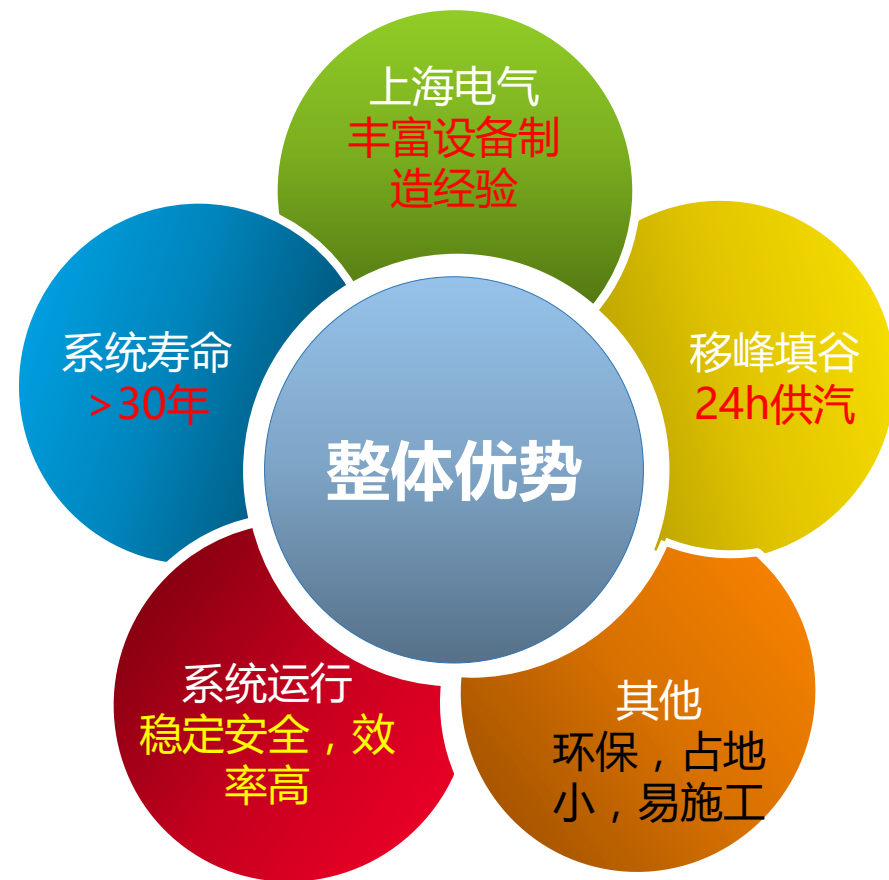 上海电气
丰富设备制
造经验
系统寿命
>30年
移峰填谷
24h供汽
整体优势
系统运行
稳定安全，效
率高
其他
环保，占地
小，易施工